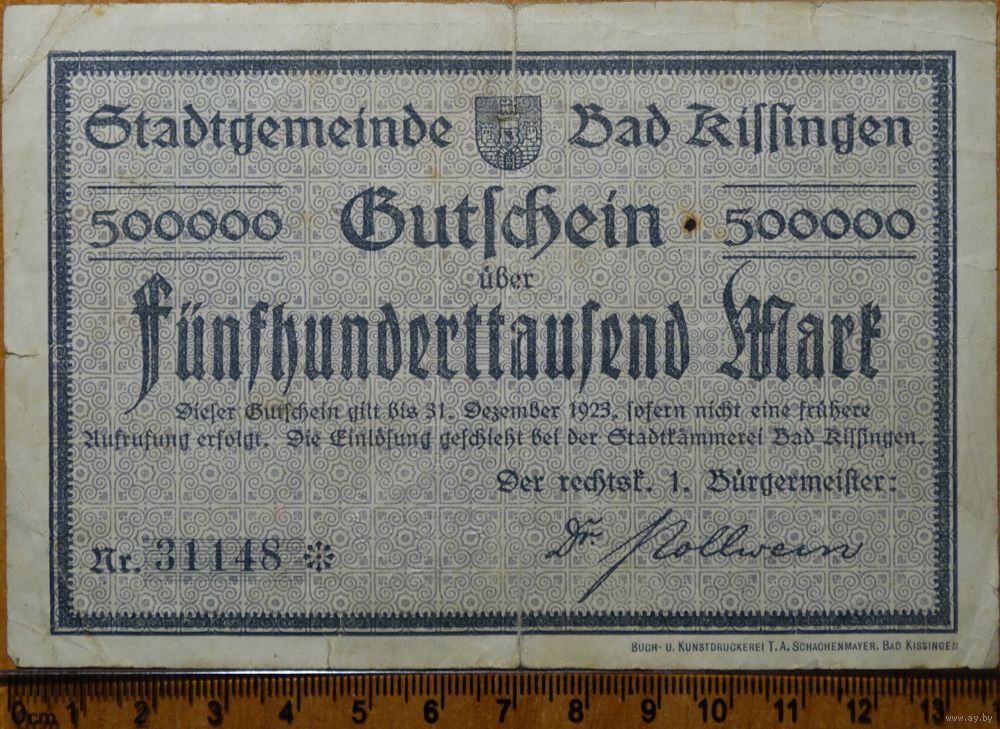 Stadtgemeinde Bad Kissingen
500000 Gutschein 500000
über
Fünfhunderttausend Mark
Dieser Gutschein gilt bis 31. Dezember 1923, sofern nicht eine frühere
Aufrufung erfolgt. Die Einlösung geschieht bei der Stadtkämmerei Bad Kissingen.
Der rechtsk. 1. Bürgermeister:
Nr. 31148 Dr. Pollwein
BUCH- U. KUNSTDRUCKEREI T. A. SCHACHENMAYER, BAD KISSINGEN
0cm 1 2 3 4 5 6 7 8 9 10 11 12 13
www.ay.by